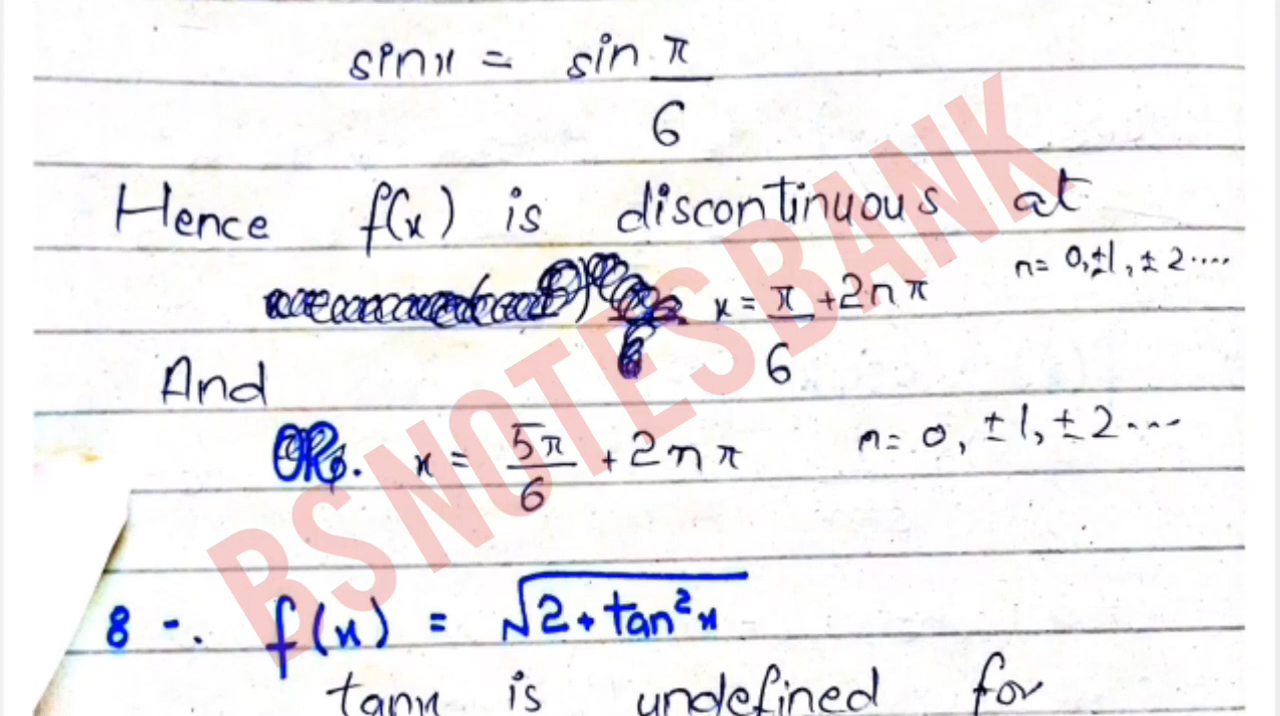 sinx = sin π/6
Hence f(x) is discontinuous at
x = π/6 + 2nπ n= 0, ±1, ± 2....
And
OR. x = 5π/6 + 2nπ n= 0, ±1, ±2...
8 -. f(x) = √2+tan²x
tanx is undefined for
BSNOTESBANK